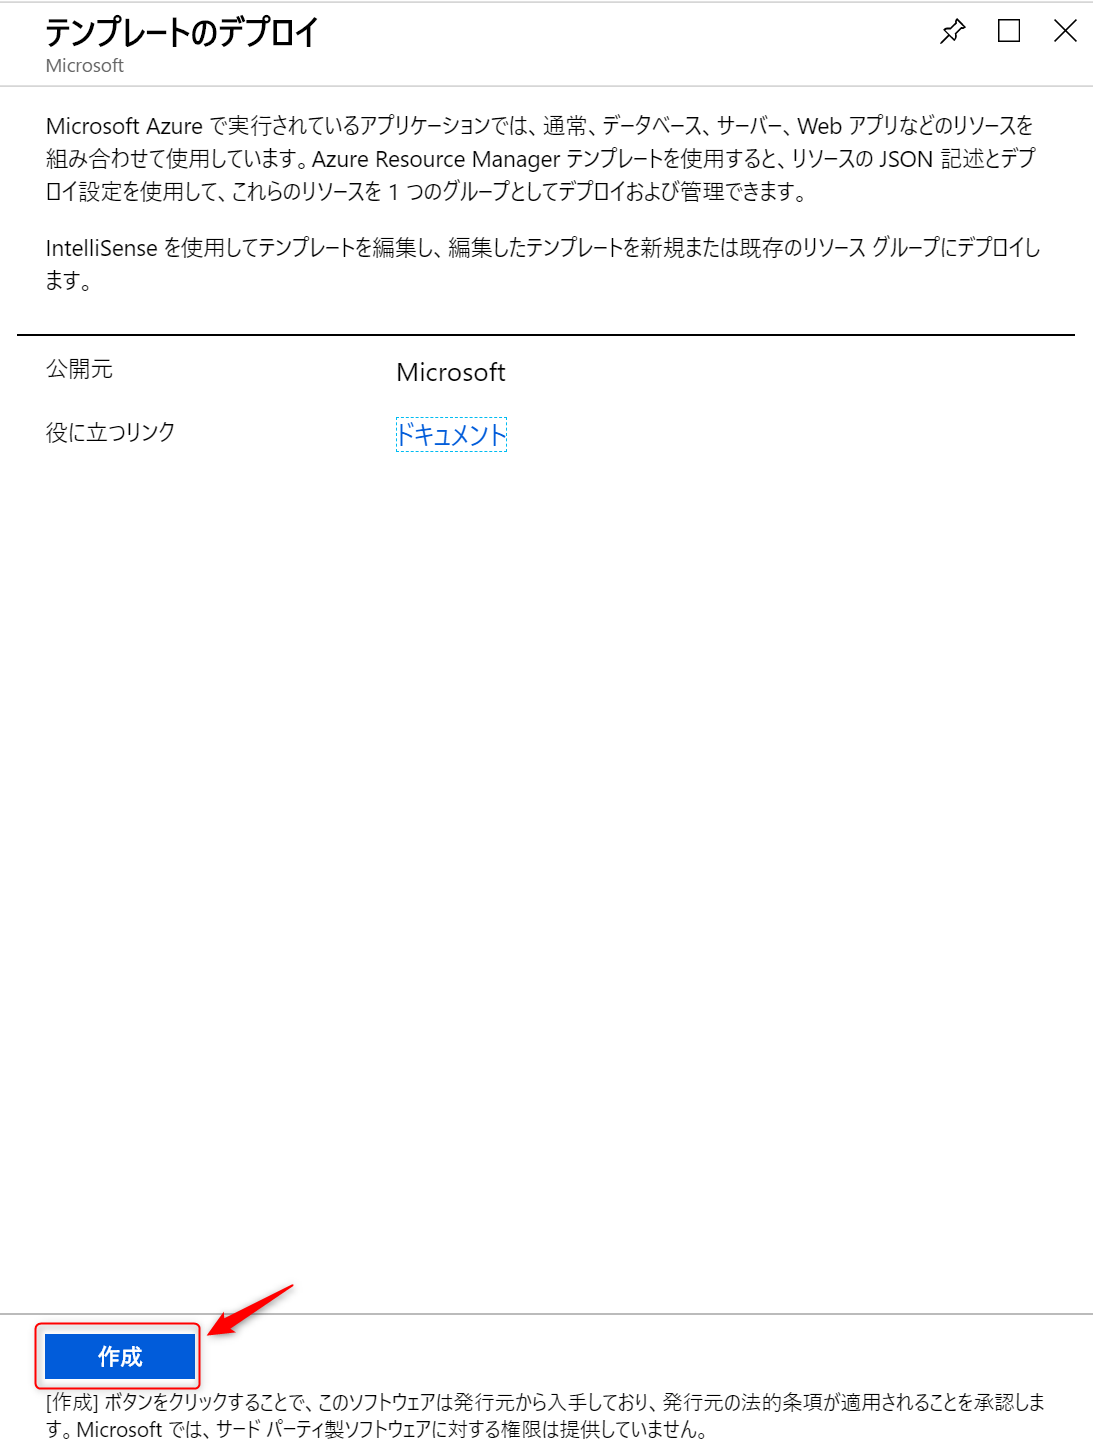 テンプレートのデプロイ
Microsoft
Microsoft Azure で実行されているアプリケーションでは、通常、データベース、サーバー、Web アプリなどのリソースを
組み合わせて使用しています。Azure Resource Manager テンプレートを使用すると、リソースの JSON 記述とデプ
ロイ設定を使用して、これらのリソースを 1 つのグループとしてデプロイおよび管理できます。
IntelliSense を使用してテンプレートを編集し、編集したテンプレートを新規または既存のリソース グループにデプロイし
ます。
公開元
Microsoft
役に立つリンク
ドキュメント
作成
[作成] ボタンをクリックすることで、このソフトウェアは発行元から入手しており、発行元の法的条項が適用されることを承認しま
す。Microsoft では、サード パーティ製ソフトウェアに対する権限は提供していません。